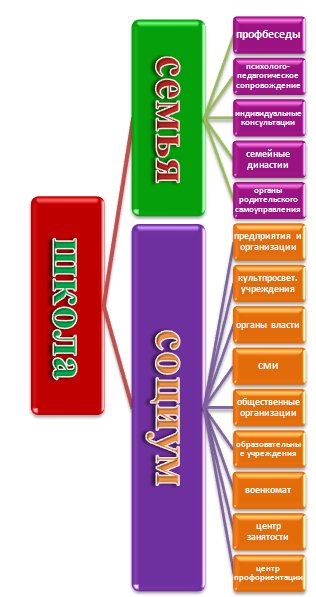 школа
семья
социум
профбеседы
психолого-
педагогическое
сопровождение
индивидуальные
консультации
семейные
династии
органы
родительского
самоуправления
предприятия и
организации
культпросвет.
учреждения
органы власти
СМИ
общественные
организации
образовательны
е учреждения
военкомат
центр
занятости
центр
профориентации